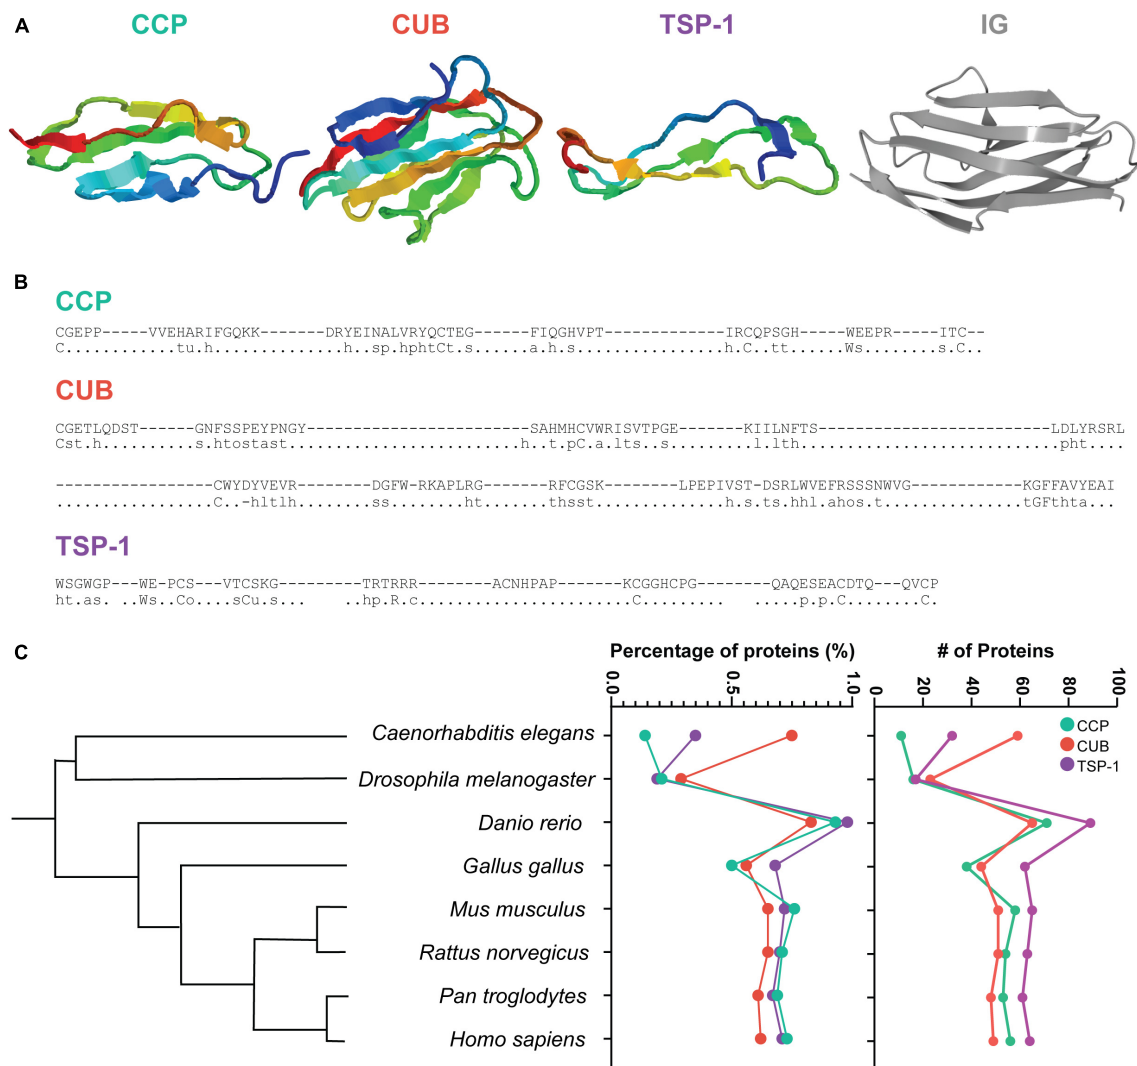 A
CCP
CUB
TSP-1
IG
B
CCP
CGEPP-----VVEHARIFGQKK-------DRYEINALVRYQCTEG------FIQGHVPT-------------IRCQPSGH-----WEEPR-----ITC--
C............tu.h..............h..sp.hphtCt.s......a.h.s.................h.C..tt......Ws........s.C..
CUB
CGETLQDST------GNFSSPEYPNGY------------------------SAHMHCVWRISVTPGE-------KIILNFTS-------------------------LDLYRSRL
Cst.h..........s.htostast.........................h..t.pC.a.lts..s.........l.lth............................pht....
-----------------CWYDYVEVR--------DGFW-RKAPLRG-------RFCGSK-------LPEPIVST-DSRLWVEFRSSSNWVG------------KGFFAVYEAI
.................C..-hltlh........ss........ht.......thsst..............h.s.ts.hhl.ahos.t...............tGFthta...
TSP-1
WSGWGP---WE-PCS---VTCSKG----------TRTRRR--------ACNHPAP-------KCGGHCPG--------QAQESEACDTQ---QVCP
ht.as. ..Ws..Co....sCu.s... ...hp.R.c.......................C......... .....p.p.C........C.
C
Percentage of proteins (%)
# of Proteins
0.0
0.5
1.0
0
20
40
60
80
100
CCP
CUB
TSP-1
Caenorhabditis elegans
Drosophila melanogaster
Danio rerio
Gallus gallus
Mus musculus
Rattus norvegicus
Pan troglodytes
Homo sapiens